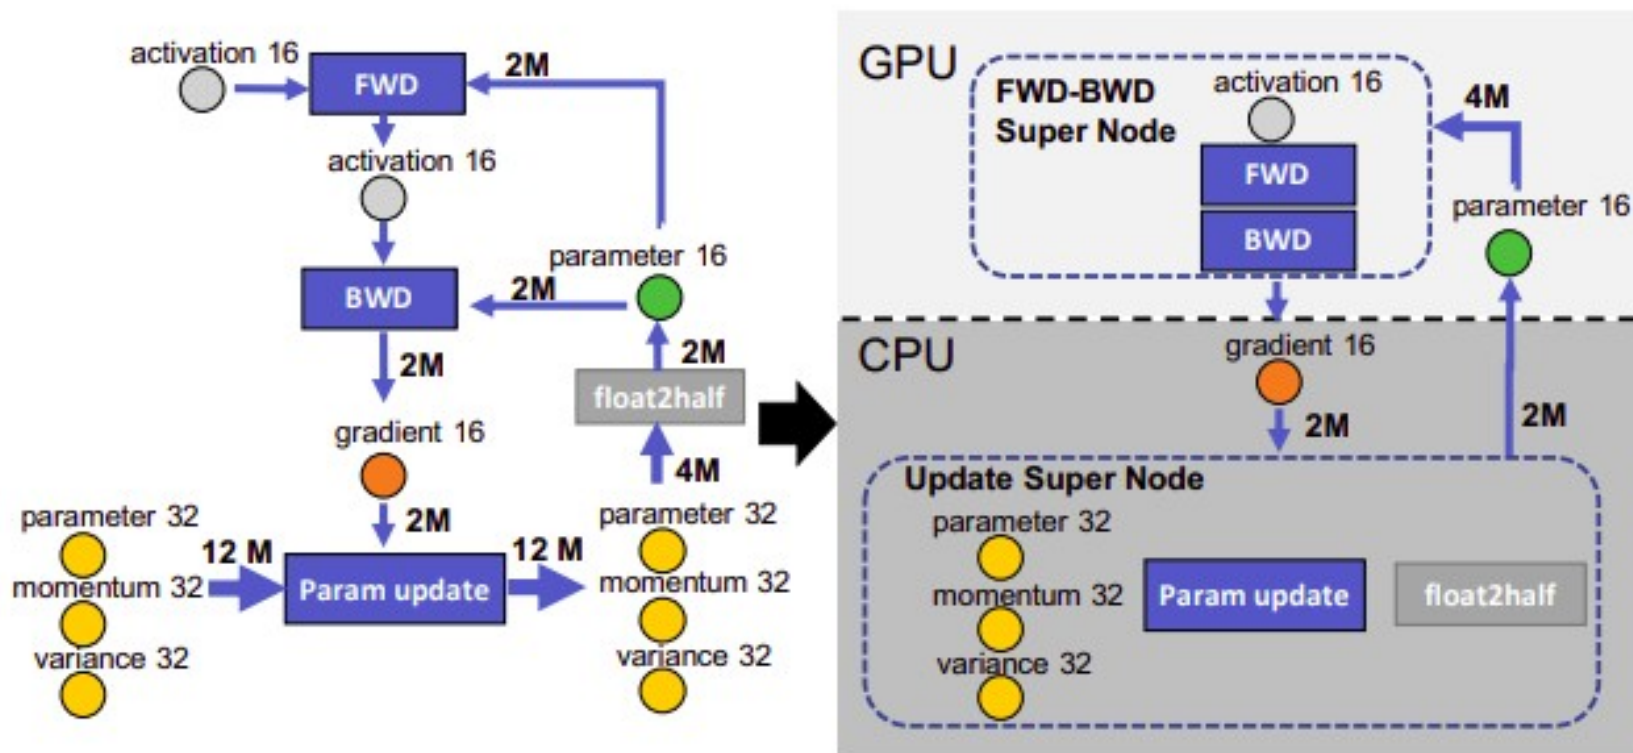 activation 16
FWD
2M
activation 16
parameter 16
BWD
2M
2M
2M
float2half
gradient 16
4M
parameter 32
12 M
2M
12 M
parameter 32
momentum 32
Param update
momentum 32
variance 32
variance 32
GPU
FWD-BWD
Super Node
activation 16
4M
FWD
BWD
parameter 16
CPU
gradient 16
2M
2M
Update Super Node
parameter 32
momentum 32
Param update
float2half
variance 32